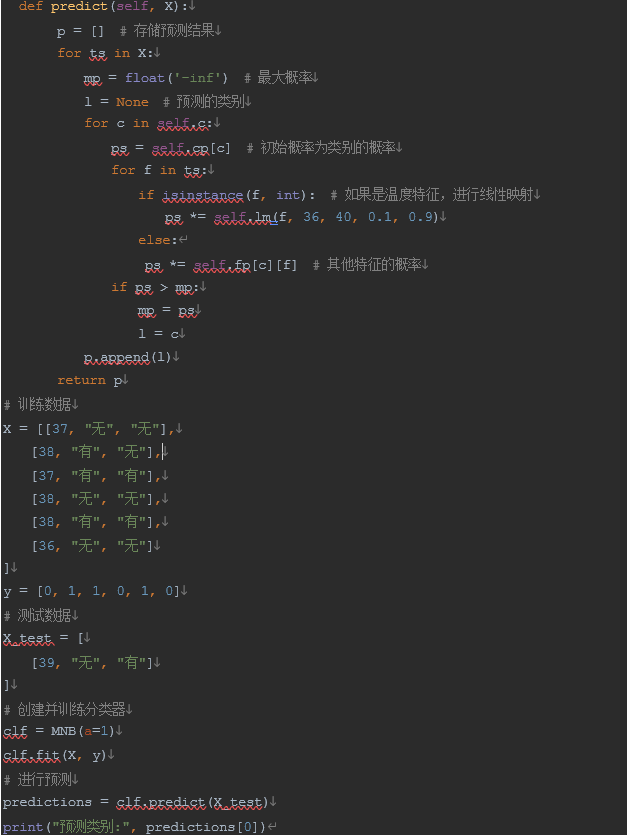 def predict(self, X):
p = []  # 存储预测结果
for ts in X:
mp = float('-inf')  # 最大概率
l = None  # 预测的类别
for c in self.c:
ps = self.cp[c]  # 初始概率为类别的概率
for f in ts:
if isinstance(f, int):  # 如果是温度特征，进行线性映射
ps *= self.lm(f, 36, 40, 0.1, 0.9)
else:
ps *= self.fp[c][f]  # 其他特征的概率
if ps > mp:
mp = ps
l = c
p.append(l)
return p
# 训练数据
X = [[37, "无", "无"],
[38, "有", "无"],
[37, "有", "有"],
[38, "无", "无"],
[38, "有", "有"],
[36, "无", "无"]
]
y = [0, 1, 1, 0, 1, 0]
# 测试数据
X_test = [
[39, "无", "有"]
]
# 创建并训练分类器
clf = MNB(a=1)
clf.fit(X, y)
# 进行预测
predictions = clf.predict(X_test)
print("预测类别:", predictions[0])